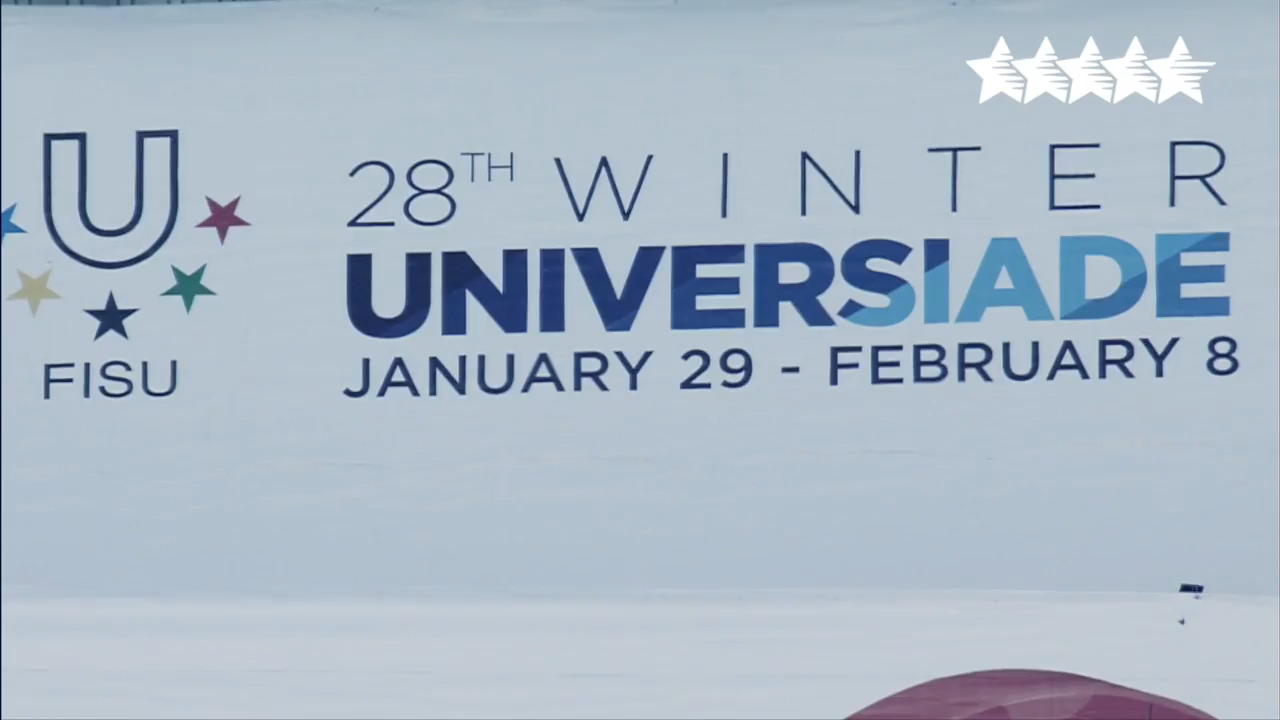 28TH WINTER
UNIVERSIADE
JANUARY 29 - FEBRUARY 8
U
FISU